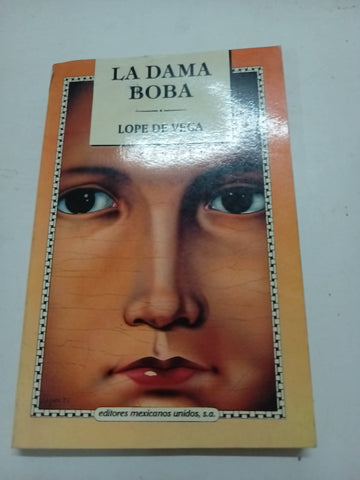 LA DAMA
BOBA
LOPE DE VEGA
editores mexicanos unidos, s.a.